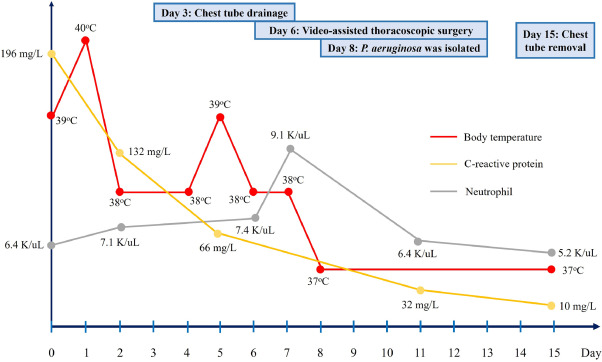 Day 3: Chest tube drainage
Day 6: Video-assisted thoracoscopic surgery
Day 8: P. aeruginosa was isolated
Day 15: Chest
tube removal
40°C
196 mg/L
39°C
39°C
9.1 K/uL
Body temperature
132 mg/L
C-reactive protein
38°C
38°C
38°C
38°C
Neutrophil
7.4 K/uL
6.4 K/uL
7.1 K/uL
66 mg/L
6.4 K/uL
5.2 K/uL
37°C
37°C
32 mg/L
10 mg/L
0 1 2 3 4 5 6 7 8 9 10 11 12 13 14 15 Day